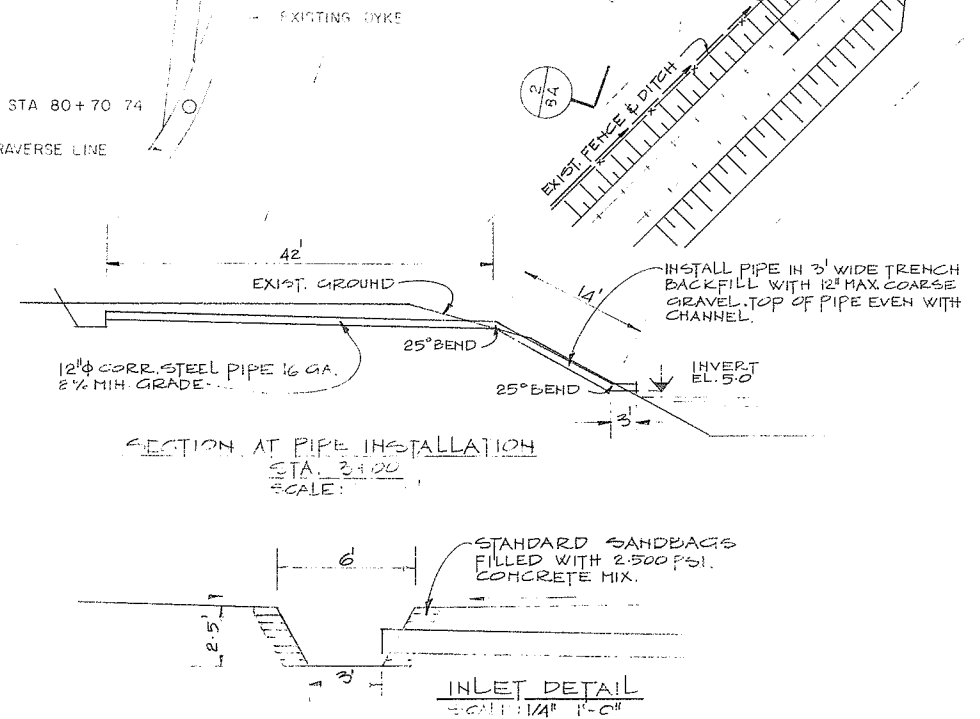 EXISTING DYKE
STA 80+70 74
RAVERSE LINE
2
8A
EXIST. FENCE & DITCH
42'
EXIST. GROUND
14'
INSTALL PIPE IN 3' WIDE TRENCH
BACKFILL WITH 12" MAX. COARSE
GRAVEL. TOP OF PIPE EVEN WITH
CHANNEL.
25° BEND
12"φ CORR. STEEL PIPE 16 GA.
2% MIN. GRADE
25° BEND
INVERT
EL. 5.0
3'
SECTION AT PIPE INSTALLATION
STA. 3+00
SCALE:
6'
STANDARD SANDBAGS
FILLED WITH 2500 PSI.
CONCRETE MIX.
2.5'
3'
INLET DETAIL
SCALE 1/4" 1'-0"